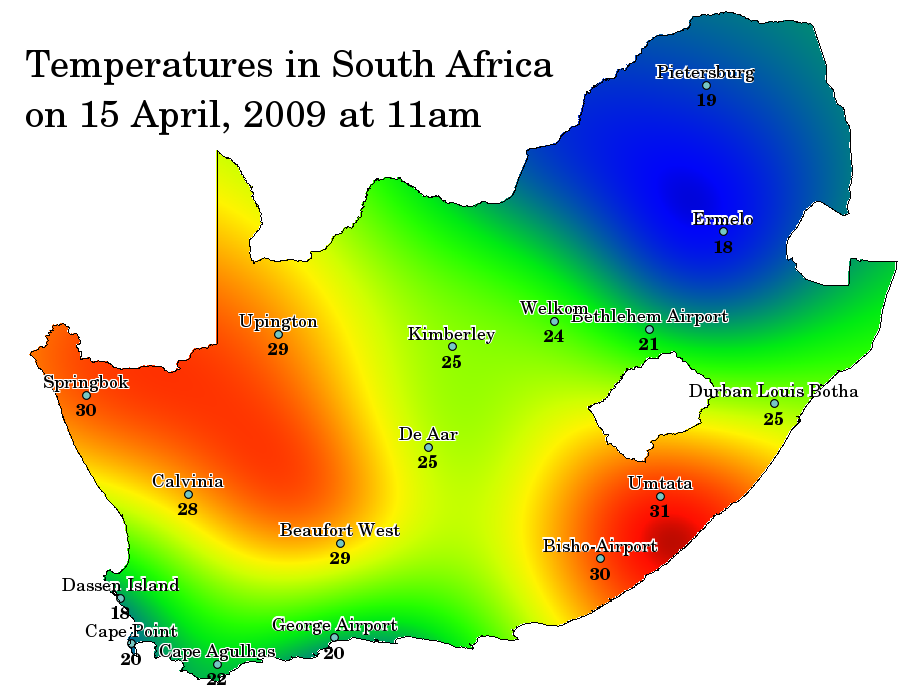 Temperatures in South Africa
on 15 April, 2009 at 11am
Pietersburg
19
Ermelo
18
Upington
29
Kimberley
25
Welkom
24
Bethlehem Airport
21
Springbok
30
Durban Louis Botha
25
De Aar
25
Calvinia
28
Umtata
31
Beaufort West
29
Bisho-Airport
30
Dassen Island
18
Cape Point
20
George Airport
20
Cape Agulhas
22